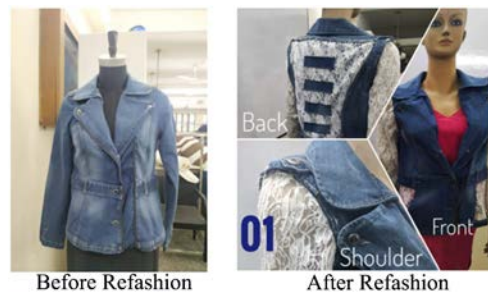 Back
01
Shoulder
Front
Before Refashion
After Refashion